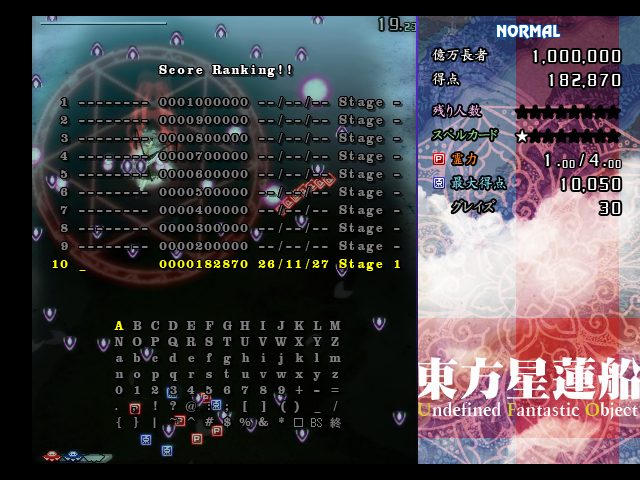 19.23
Score Ranking!!
1 -------- 0001000000 --/--/-- Stage -
2 -------- 0000900000 --/--/-- Stage -
3 -------- 0000800000 --/--/-- Stage -
4 -------- 0000700000 --/--/-- Stage -
5 -------- 0000600000 --/--/-- Stage -
6 -------- 0000500000 --/--/-- Stage -
7 -------- 0000400000 --/--/-- Stage -
8 -------- 0000300000 --/--/-- Stage -
9 -------- 0000200000 --/--/-- Stage -
10 _ 0000182870 26/11/27 Stage 1
A B C D E F G H I J K L M
N O P Q R S T U V W X Y Z
a b c d e f g h i j k l m
n o p q r s t u v w x y z
0 1 2 3 4 5 6 7 8 9 + - =
. , ! ? @ : ; [ ] ( ) _ /
{ } | ~ ^ # $ % & * □ BS 終
NORMAL
億万長者 1,000,000
得点 182,870
残り人数
スペルカード
P 霊力 1.00/4.00
点 最大得点 10,050
グレイズ 30
東方星蓮船
Undefined Fantastic Object